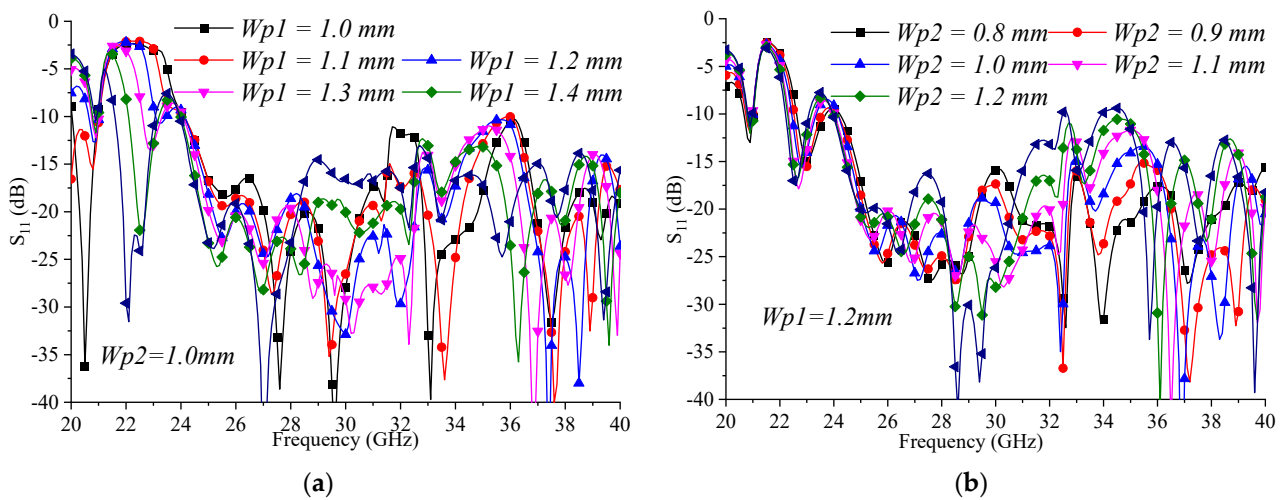 0
-5
-10
-15
-20
-25
-30
-35
-40
S11 (dB)
20 22 24 26 28 30 32 34 36 38 40
Frequency (GHz)
Wp1 = 1.0 mm
Wp1 = 1.1 mm Wp1 = 1.2 mm
Wp1 = 1.3 mm Wp1 = 1.4 mm
Wp2=1.0mm
(a)
0
-5
-10
-15
-20
-25
-30
-35
-40
S11 (dB)
20 22 24 26 28 30 32 34 36 38 40
Frequency (GHz)
Wp2 = 0.8 mm Wp2 = 0.9 mm
Wp2 = 1.0 mm Wp2 = 1.1 mm
Wp2 = 1.2 mm
Wp1=1.2mm
(b)